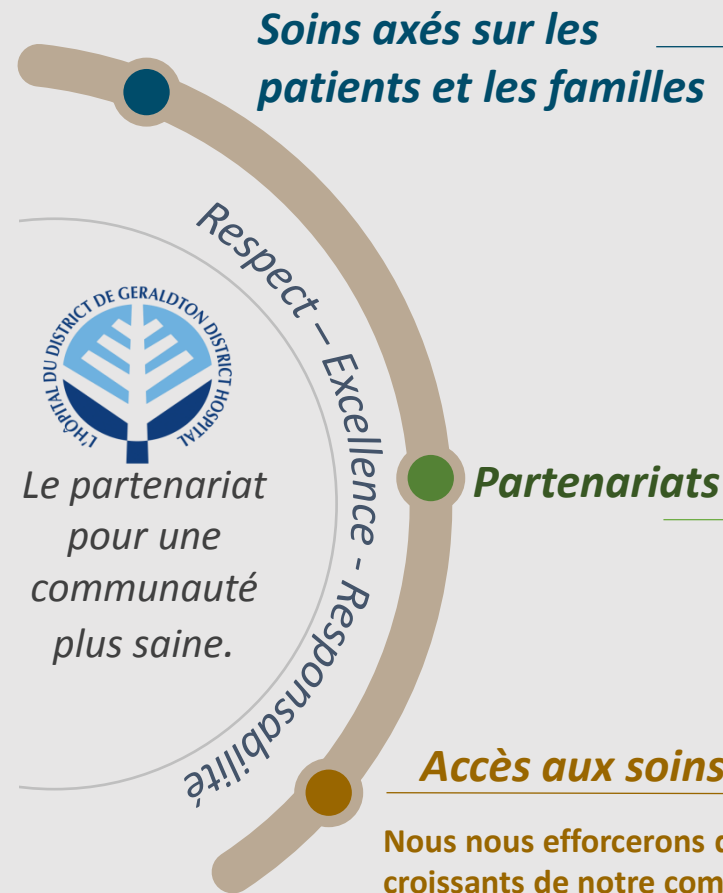 Soins axés sur les
patients et les familles
Respect – Excellence - Responsabilité
L'HÔPITAL DU DISTRICT DE GERALDTON DISTRICT HOSPITAL
Le partenariat
pour une
communauté
plus saine.
Partenariats
Accès aux soins
Nous nous efforcerons
croissants de notre